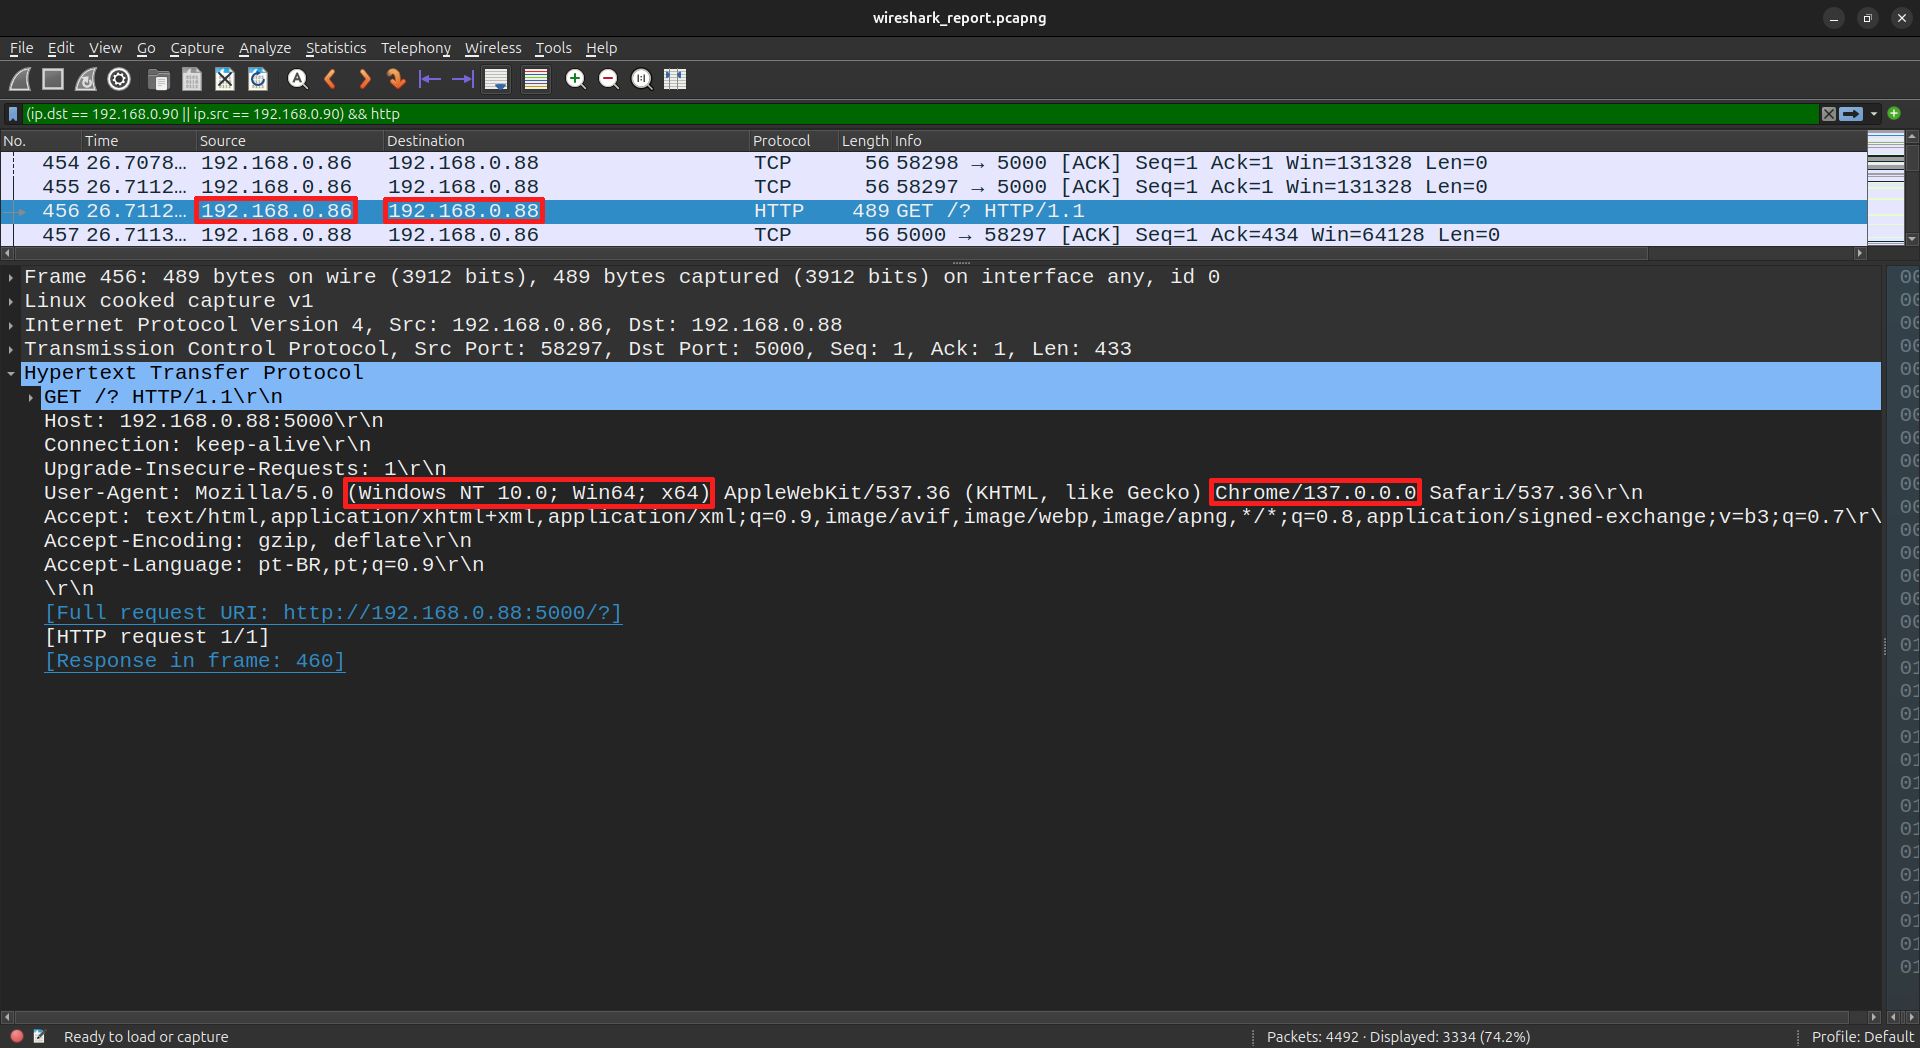 wireshark_report.pcapng
File Edit View Go Capture Analyze Statistics Telephony Wireless Tools Help
(ip.dst == 192.168.0.90 || ip.src == 192.168.0.90) && http
No. Time Source Destination Protocol Length Info
454 26.7078… 192.168.0.86 192.168.0.88 TCP 56 58298 → 5000 [ACK] Seq=1 Ack=1 Win=131328 Len=0
455 26.7112… 192.168.0.86 192.168.0.88 TCP 56 58297 → 5000 [ACK] Seq=1 Ack=1 Win=131328 Len=0
456 26.7112… 192.168.0.86 192.168.0.88 HTTP 489 GET /? HTTP/1.1
457 26.7113… 192.168.0.88 192.168.0.86 TCP 56 5000 → 58297 [ACK] Seq=1 Ack=434 Win=64128 Len=0
Frame 456: 489 bytes on wire (3912 bits), 489 bytes captured (3912 bits) on interface any, id 0
Linux cooked capture v1
Internet Protocol Version 4, Src: 192.168.0.86, Dst: 192.168.0.88
Transmission Control Protocol, Src Port: 58297, Dst Port: 5000, Seq: 1, Ack: 1, Len: 433
Hypertext Transfer Protocol
GET /? HTTP/1.1\r\n
Host: 192.168.0.88:5000\r\n
Connection: keep-alive\r\n
Upgrade-Insecure-Requests: 1\r\n
User-Agent: Mozilla/5.0 (Windows NT 10.0; Win64; x64) AppleWebKit/537.36 (KHTML, like Gecko) Chrome/137.0.0.0 Safari/537.36\r\n
Accept: text/html,application/xhtml+xml,application/xml;q=0.9,image/avif,image/webp,image/apng,*/*;q=0.8,application/signed-exchange;v=b3;q=0.7\r\
Accept-Encoding: gzip, deflate\r\n
Accept-Language: pt-BR,pt;q=0.9\r\n
\r\n
[Full request URI: http://192.168.0.88:5000/?]
[HTTP request 1/1]
[Response in frame: 460]
Ready to load or capture
Packets: 4492 · Displayed: 3334 (74.2%)
Profile: Default